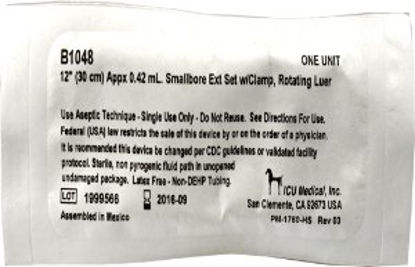 B1048
ONE UNIT
12" (30 cm) Appx 0.42 mL. Smallbore Ext Set w/Clamp, Rotating Luer
Use Aseptic Technique - Single Use Only - Do Not Reuse. See Directions For Use.
Federal (USA) law restricts the sale of this device by or on the order of a physician.
It is recommended this device be changed per CDC guidelines or validated facility
protocol. Sterile, non pyrogenic fluid path in unopened
undamaged package. Latex Free - Non-DEHP Tubing.
LOT 1999566 2016-09
Assembled in Mexico
ICU Medical, Inc.
San Clemente, CA 92673 USA
PM-1760-HS Rev 03